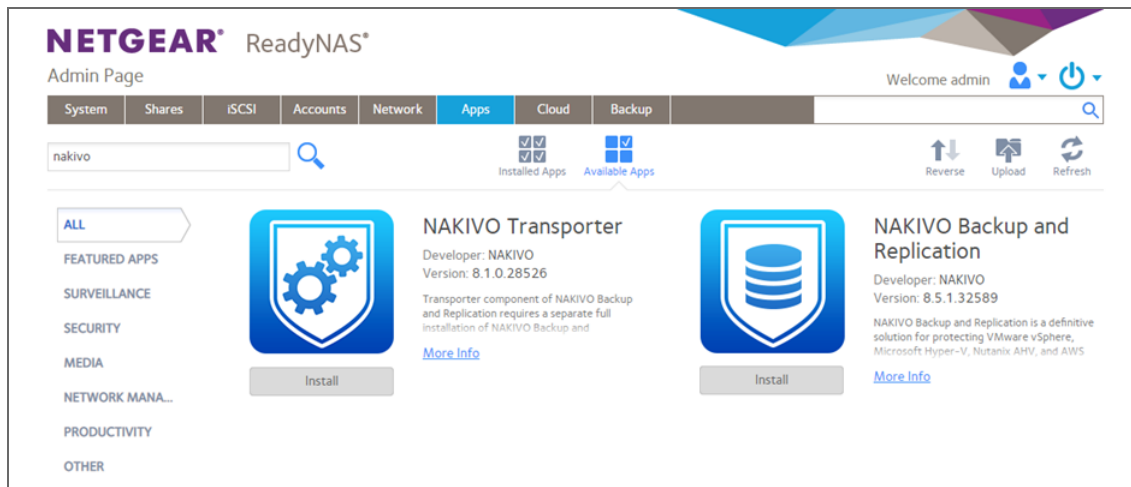 NETGEAR® ReadyNAS®
Admin Page
Welcome admin
System Shares iSCSI Accounts Network Apps Cloud Backup
nakivo
Installed Apps Available Apps
Reverse Upload Refresh
ALL
FEATURED APPS
SURVEILLANCE
SECURITY
MEDIA
NETWORK MANA...
PRODUCTIVITY
OTHER
NAKIVO Transporter
Developer: NAKIVO
Version: 8.1.0.28526
Transporter component of NAKIVO Backup
and Replication requires a separate full
installation of NAKIVO Backup and
More Info
Install
NAKIVO Backup and
Replication
Developer: NAKIVO
Version: 8.5.1.32589
NAKIVO Backup and Replication is a definitive
solution for protecting VMware vSphere,
Microsoft Hyper-V, Nutanix AHV, and AWS
More Info
Install